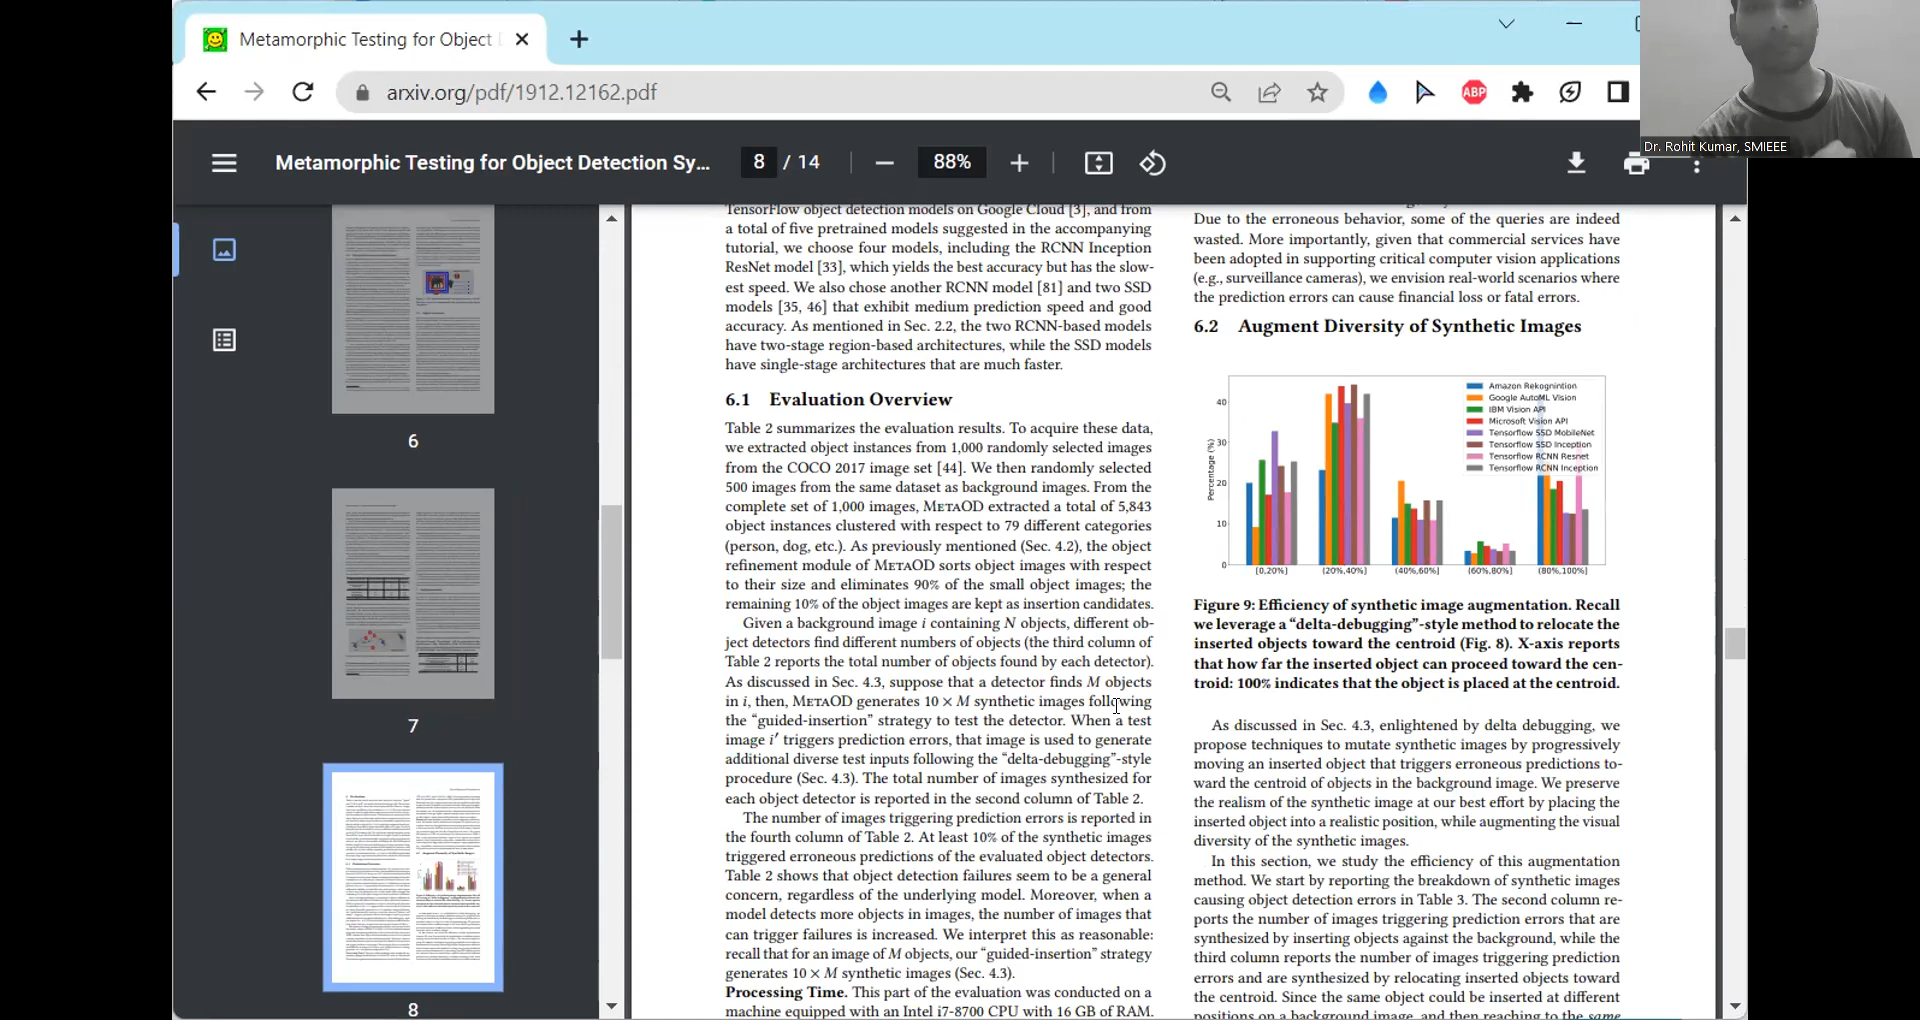 Metamorphic Testing for Object
arxiv.org/pdf/1912.12162.pdf
ABP
Dr. Rohit Kumar, SMIEEE
Metamorphic Testing for Object Detection Sy...
8 / 14
88%
6
7
8
TensorFlow object detection models on Google Cloud [3], and from
a total of five pretrained models suggested in the accompanying
tutorial, we choose four models, including the RCNN Inception
ResNet model [33], which yields the best accuracy but has the slow-
est speed. We also chose another RCNN model [81] and two SSD
models [35, 46] that exhibit medium prediction speed and good
accuracy. As mentioned in Sec. 2.2, the two RCNN-based models
have two-stage region-based architectures, while the SSD models
have single-stage architectures that are much faster.
6.1 Evaluation Overview
Table 2 summarizes the evaluation results. To acquire these data,
we extracted object instances from 1,000 randomly selected images
from the COCO 2017 image set [44]. We then randomly selected
500 images from the same dataset as background images. From the
complete set of 1,000 images, METAOD extracted a total of 5,843
object instances clustered with respect to 79 different categories
(person, dog, etc.). As previously mentioned (Sec. 4.2), the object
refinement module of METAOD sorts object images with respect
to their size and eliminates 90% of the small object images; the
remaining 10% of the object images are kept as insertion candidates.
Given a background image i containing N objects, different ob-
ject detectors find different numbers of objects (the third column of
Table 2 reports the total number of objects found by each detector).
As discussed in Sec. 4.3, suppose that a detector finds M objects
in i, then, METAOD generates 10 × M synthetic images following
the “guided-insertion” strategy to test the detector. When a test
image i′ triggers prediction errors, that image is used to generate
additional diverse test inputs following the “delta-debugging”-style
procedure (Sec. 4.3). The total number of images synthesized for
each object detector is reported in the second column of Table 2.
The number of images triggering prediction errors is reported in
the fourth column of Table 2. At least 10% of the synthetic images
triggered erroneous predictions of the evaluated object detectors.
Table 2 shows that object detection failures seem to be a general
concern, regardless of the underlying model. Moreover, when a
model detects more objects in images, the number of images that
can trigger failures is increased. We interpret this as reasonable:
recall that for an image of M objects, our “guided-insertion” strategy
generates 10 × M synthetic images (Sec. 4.3).
Processing Time. This part of the evaluation was conducted on a
machine equipped with an Intel i7-8700 CPU with 16 GB of RAM.
Due to the erroneous behavior, some of the queries are indeed
wasted. More importantly, given that commercial services have
been adopted in supporting critical computer vision applications
(e.g., surveillance cameras), we envision real-world scenarios where
the prediction errors can cause financial loss or fatal errors.
6.2 Augment Diversity of Synthetic Images
Percentage (%)
40
30
20
10
0
Amazon Rekognintion
Google AutoML Vision
IBM Vision API
Microsoft Vision API
Tensorflow SSD MobileNet
Tensorflow SSD Inception
Tensorflow RCNN Resnet
Tensorflow RCNN Inception
[0,20%] (20%,40%] (40%,60%] (60%,80%] (80%,100%]
Figure 9: Efficiency of synthetic image augmentation. Recall
we leverage a “delta-debugging”-style method to relocate the
inserted objects toward the centroid (Fig. 8). X-axis reports
that how far the inserted object can proceed toward the cen-
troid: 100% indicates that the object is placed at the centroid.
As discussed in Sec. 4.3, enlightened by delta debugging, we
propose techniques to mutate synthetic images by progressively
moving an inserted object that triggers erroneous predictions to-
ward the centroid of objects in the background image. We preserve
the realism of the synthetic image at our best effort by placing the
inserted object into a realistic position, while augmenting the visual
diversity of the synthetic images.
In this section, we study the efficiency of this augmentation
method. We start by reporting the breakdown of synthetic images
causing object detection errors in Table 3. The second column re-
ports the number of images triggering prediction errors that are
synthesized by inserting objects against the background, while the
third column reports the number of images triggering prediction
errors and are synthesized by relocating inserted objects toward
the centroid. Since the same object could be inserted at different
positions on a background image, and then reaching to the same